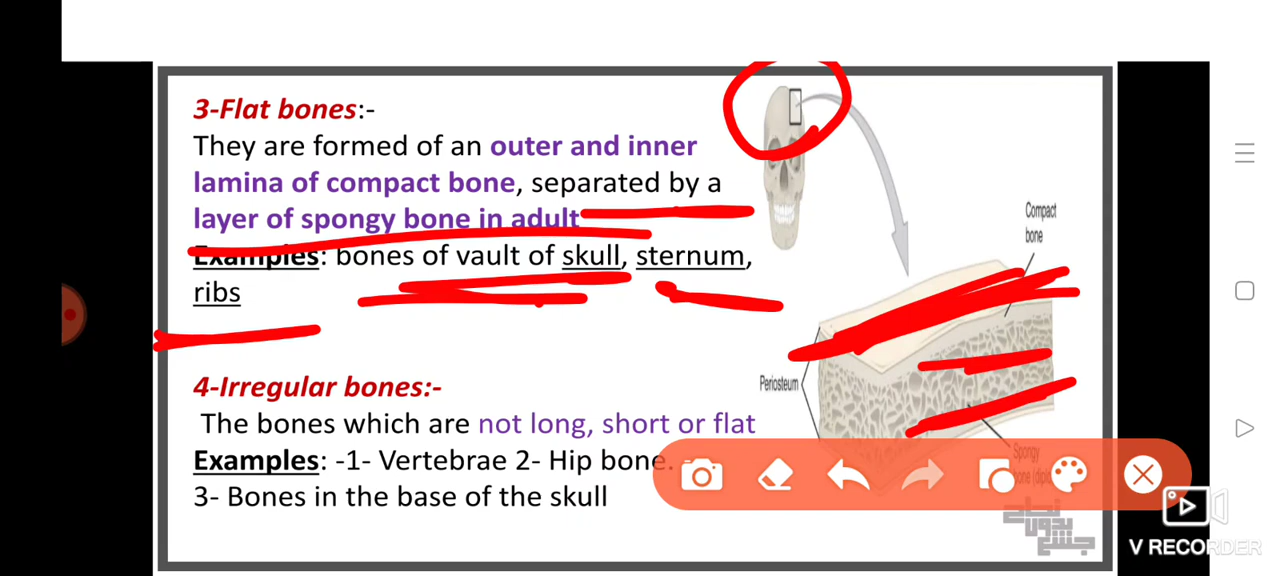 3-Flat bones:-
They are formed of an outer and inner
lamina of compact bone, separated by a
layer of spongy bone in adult
Examples: bones of vault of skull, sternum,
ribs
Compact
bone
Periosteum
4-Irregular bones:-
The bones which are not long, short or flat
Examples: -1- Vertebrae 2- Hip bone.
3- Bones in the base of the skull
Spongy
bone
V RECORDER